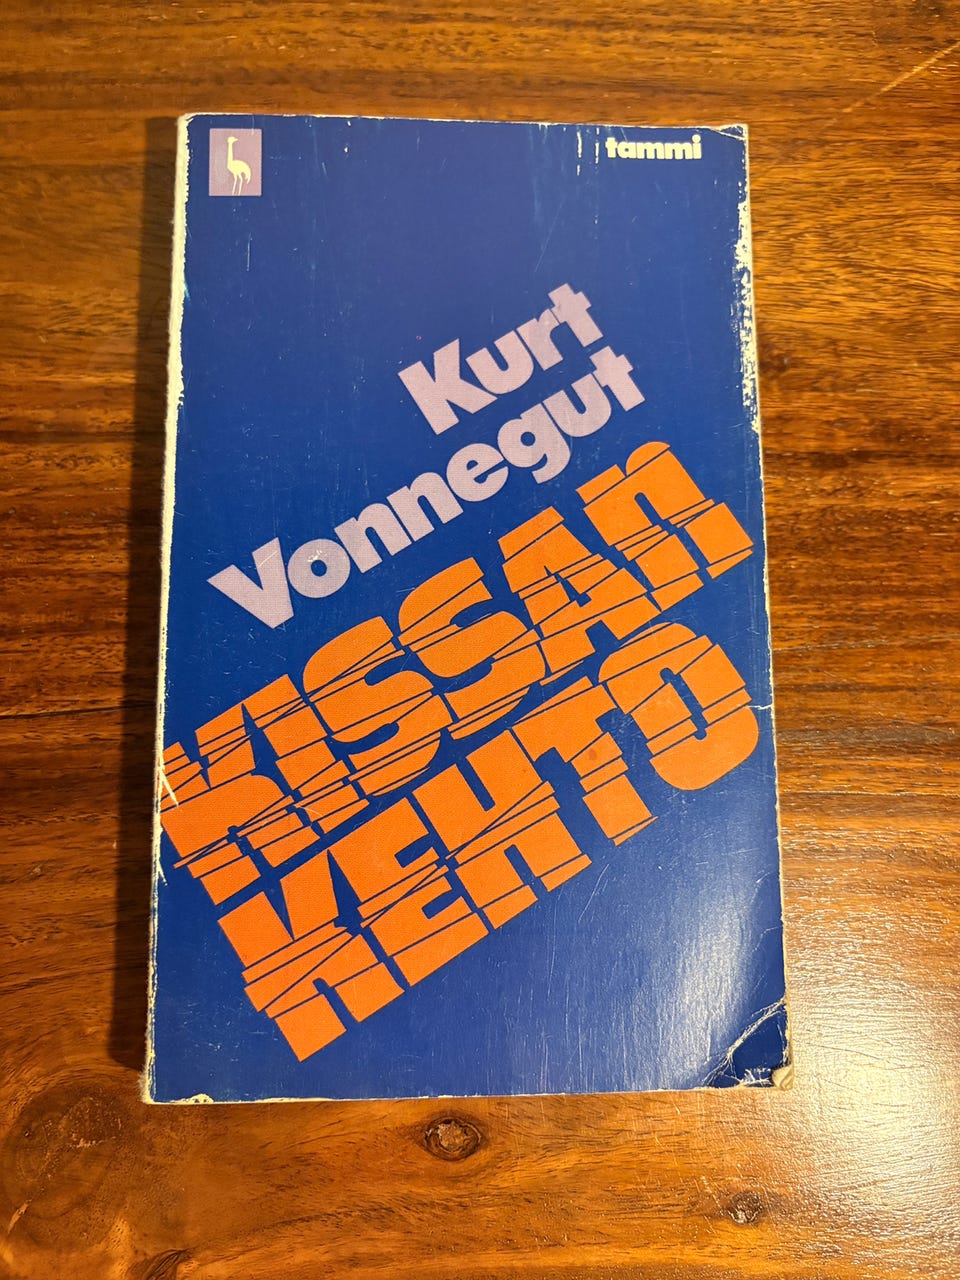 tammi
Kurt
Vonnegut
KISSAN
KEHTO